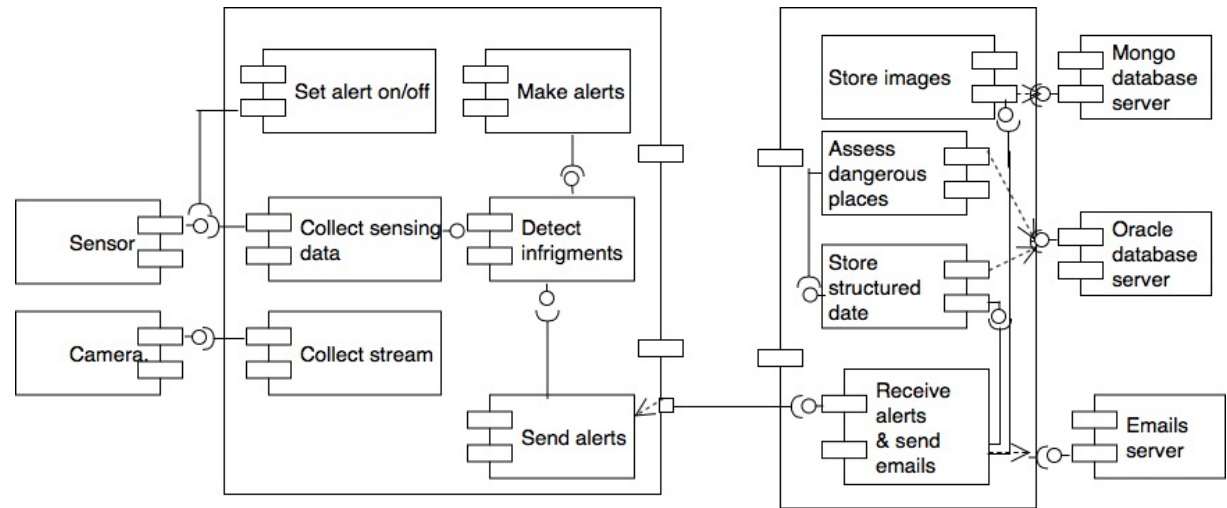 Set alert on/off
Make alerts
Store images
Mongo
database
server
Assess
dangerous
places
Sensor
Collect sensing
data
Detect
infrigments
Oracle
database
server
Store
structured
date
Camera.
Collect stream
Receive
alerts
& send
emails
Send alerts
Emails
server